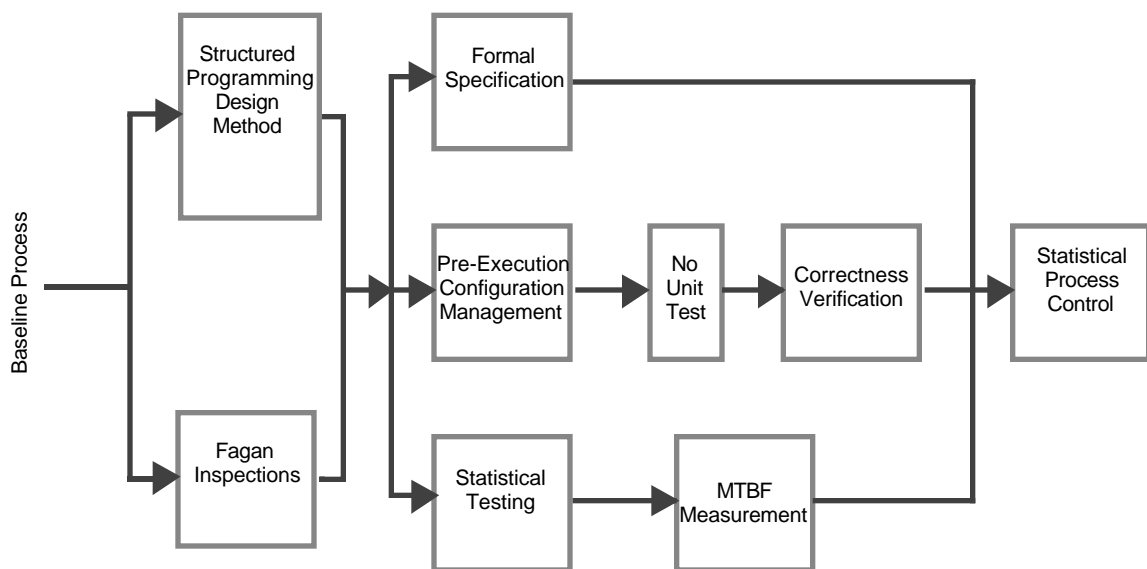 Baseline Process
Structured
Programming
Design
Method
Fagan
Inspections
Formal
Specification
Pre-Execution
Configuration
Management
No
Unit
Test
Correctness
Verification
Statistical
Testing
MTBF
Measurement
Statistical
Process
Control